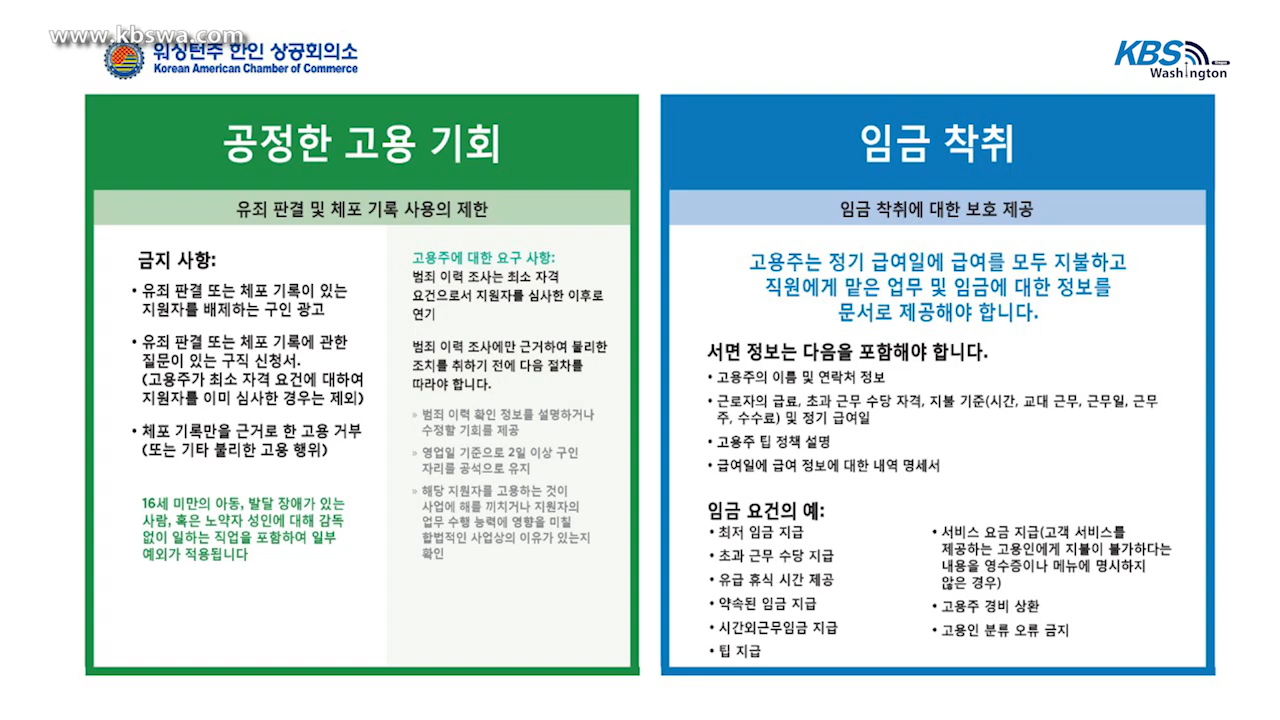 www.kbswa.com
워싱턴주 한인 상공회의소
Korean American Chamber of Commerce
KBS
Washington
공정한 고용 기회
유죄 판결 및 체포 기록 사용의 제한
금지 사항:
• 유죄 판결 또는 체포 기록이 있는
지원자를 배제하는 구인 광고
• 유죄 판결 또는 체포 기록에 관한
질문이 있는 구직 신청서.
(고용주가 최소 자격 요건에 대하여
지원자를 이미 심사한 경우는 제외)
• 체포 기록만을 근거로 한 고용 거부
(또는 기타 불리한 고용 행위)
16세 미만의 아동, 발달 장애가 있는
사람, 혹은 노약자 성인에 대해 감독
없이 일하는 직업을 포함하여 일부
예외가 적용됩니다
고용주에 대한 요구 사항:
범죄 이력 조사는 최소 자격
요건으로서 지원자를 심사한 이후로
연기
범죄 이력 조사에만 근거하여 불리한
조치를 취하기 전에 다음 절차를
따라야 합니다.
» 범죄 이력 확인 정보를 설명하거나
수정할 기회를 제공
» 영업일 기준으로 2일 이상 구인
자리를 공석으로 유지
» 해당 지원자를 고용하는 것이
사업에 해를 끼치거나 지원자의
업무 수행 능력에 영향을 미칠
합법적인 사업상의 이유가 있는지
확인
임금 착취
임금 착취에 대한 보호 제공
고용주는 정기 급여일에 급여를 모두 지불하고
직원에게 맡은 업무 및 임금에 대한 정보를
문서로 제공해야 합니다.
서면 정보는 다음을 포함해야 합니다.
• 고용주의 이름 및 연락처 정보
• 근로자의 급료, 초과 근무 수당 자격, 지불 기준(시간, 교대 근무, 근무일, 근무
주, 수수료) 및 정기 급여일
• 고용주 팁 정책 설명
• 급여일에 급여 정보에 대한 내역 명세서
임금 요건의 예:
• 최저 임금 지급
• 초과 근무 수당 지급
• 유급 휴식 시간 제공
• 약속된 임금 지급
• 시간외근무임금 지급
• 팁 지급
• 서비스 요금 지급(고객 서비스를
제공하는 고용인에게 지불이 불가하다는
내용을 영수증이나 메뉴에 명시하지
않은 경우)
• 고용주 경비 상환
• 고용인 분류 오류 금지